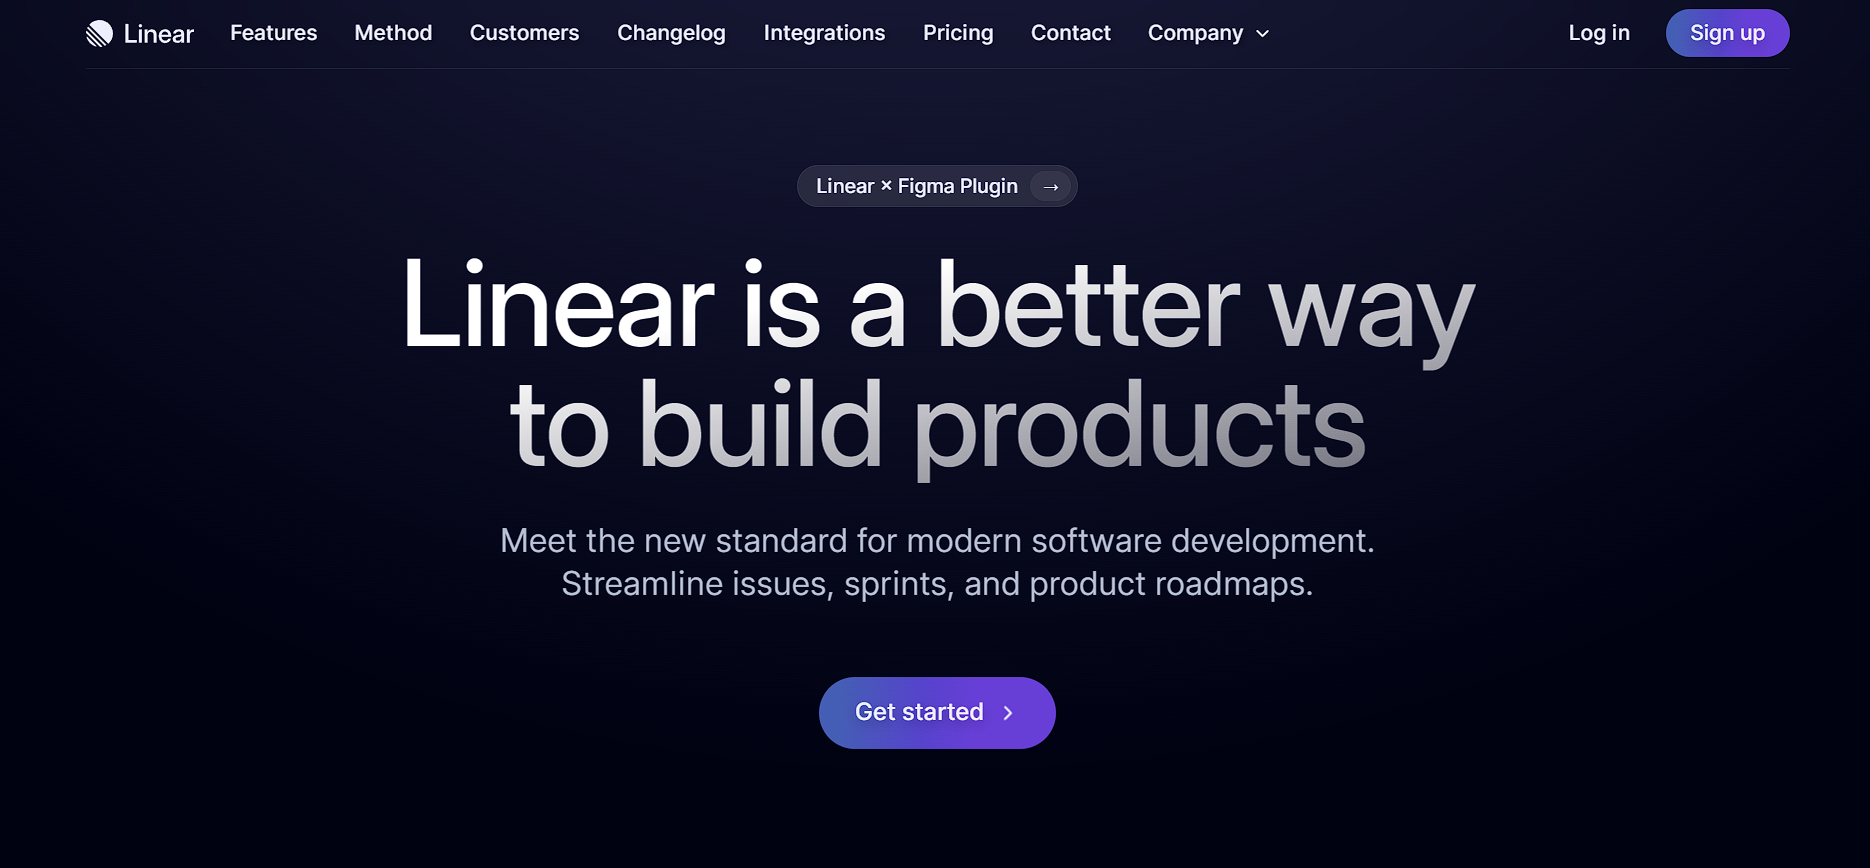 Linear Features Method Customers Changelog Integrations Pricing Contact Company Log in Sign up
Linear × Figma Plugin →
Linear is a better way
to build products
Meet the new standard for modern software development.
Streamline issues, sprints, and product roadmaps.
Get started